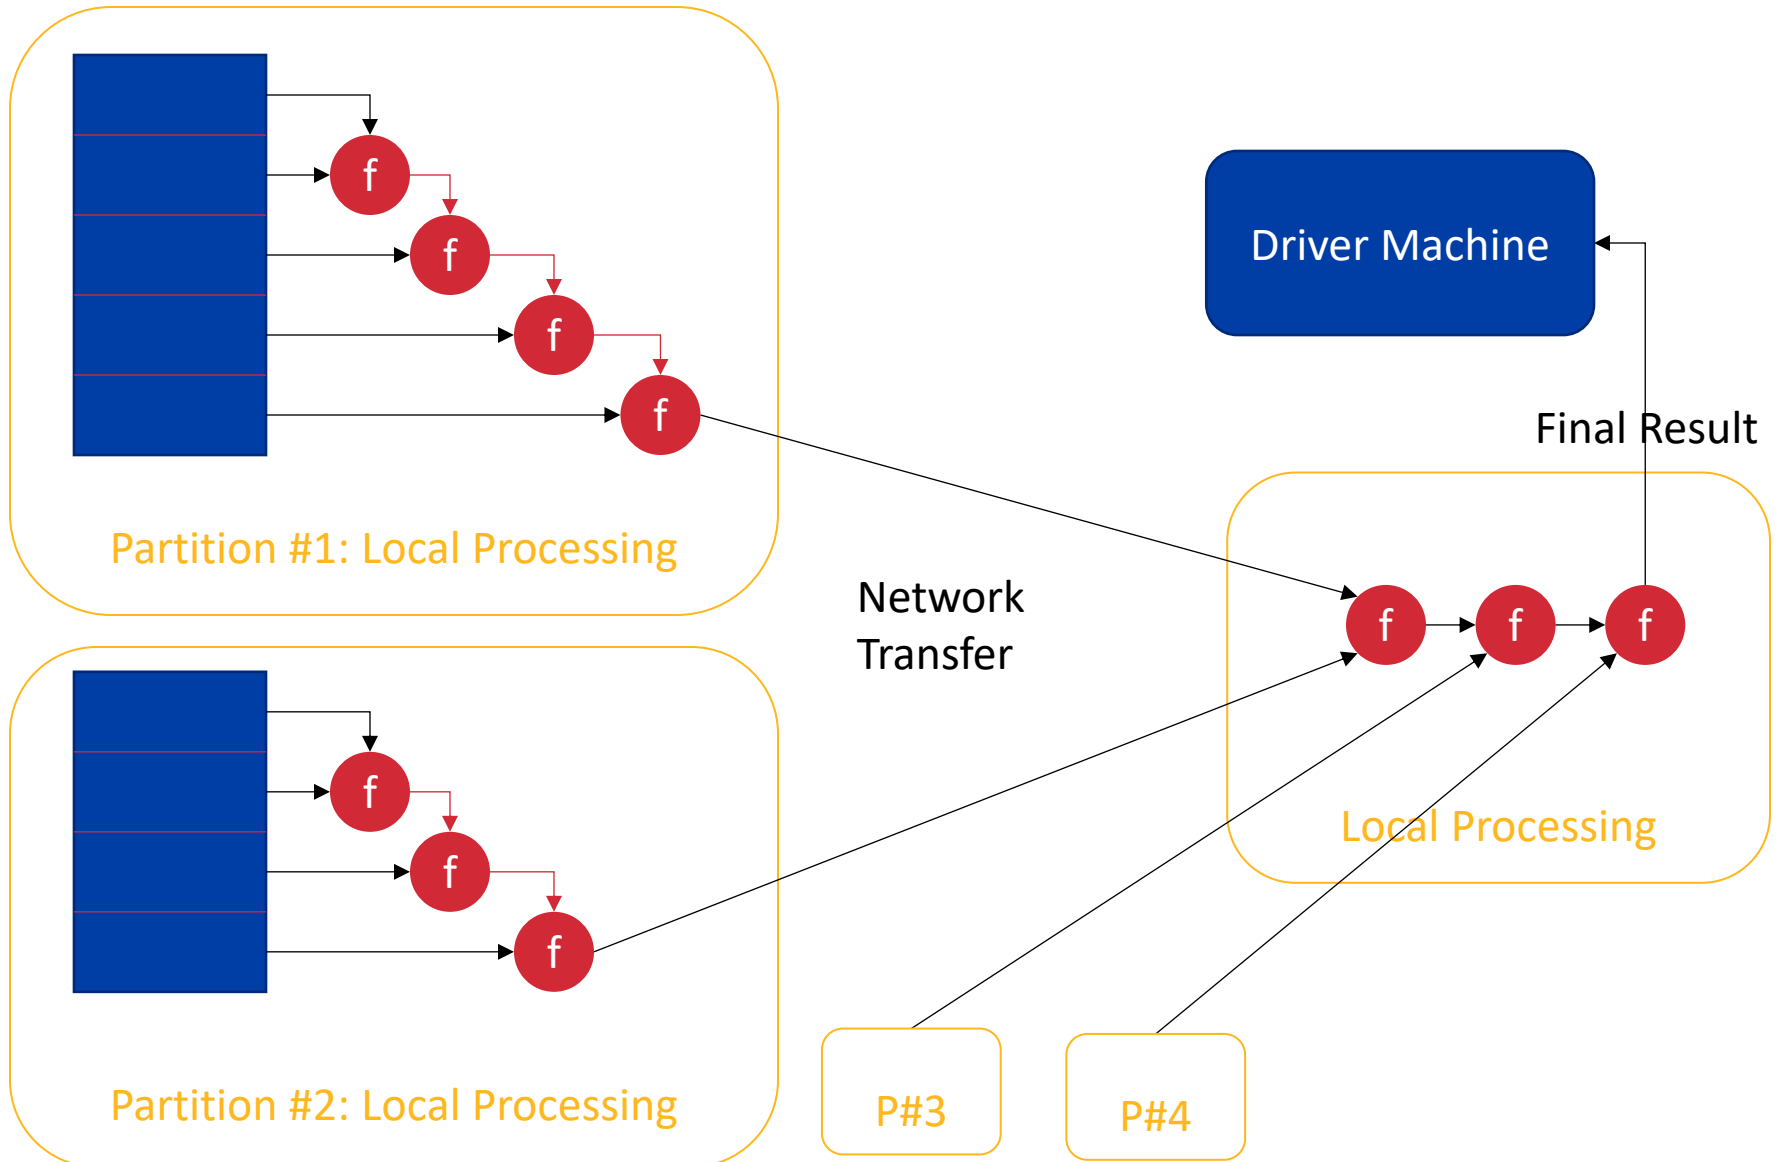 f
f
f
f
Partition #1: Local Processing
f
f
f
Partition #2: Local Processing
Network
Transfer
P#3
P#4
Driver Machine
Final Result
f
f
f
Local Processing